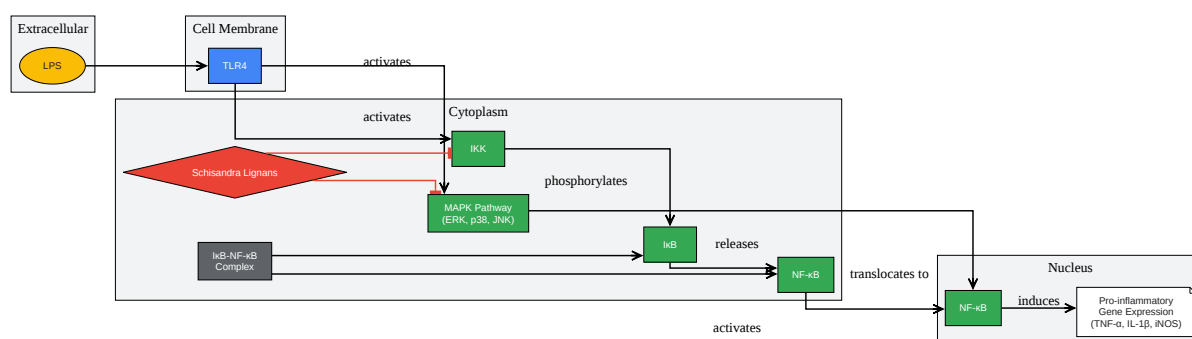 Extracellular
LPS
Cell Membrane
TLR4
activates
Cytoplasm
activates
IKK
Schisandra Lignans
phosphorylates
MAPK Pathway
(ERK, p38, JNK)
IκB-NF-κB
Complex
IκB
releases
NF-κB
translocates to
Nucleus
NF-κB
induces
Pro-inflammatory
Gene Expression
(TNF-α, IL-1β, iNOS)
activates